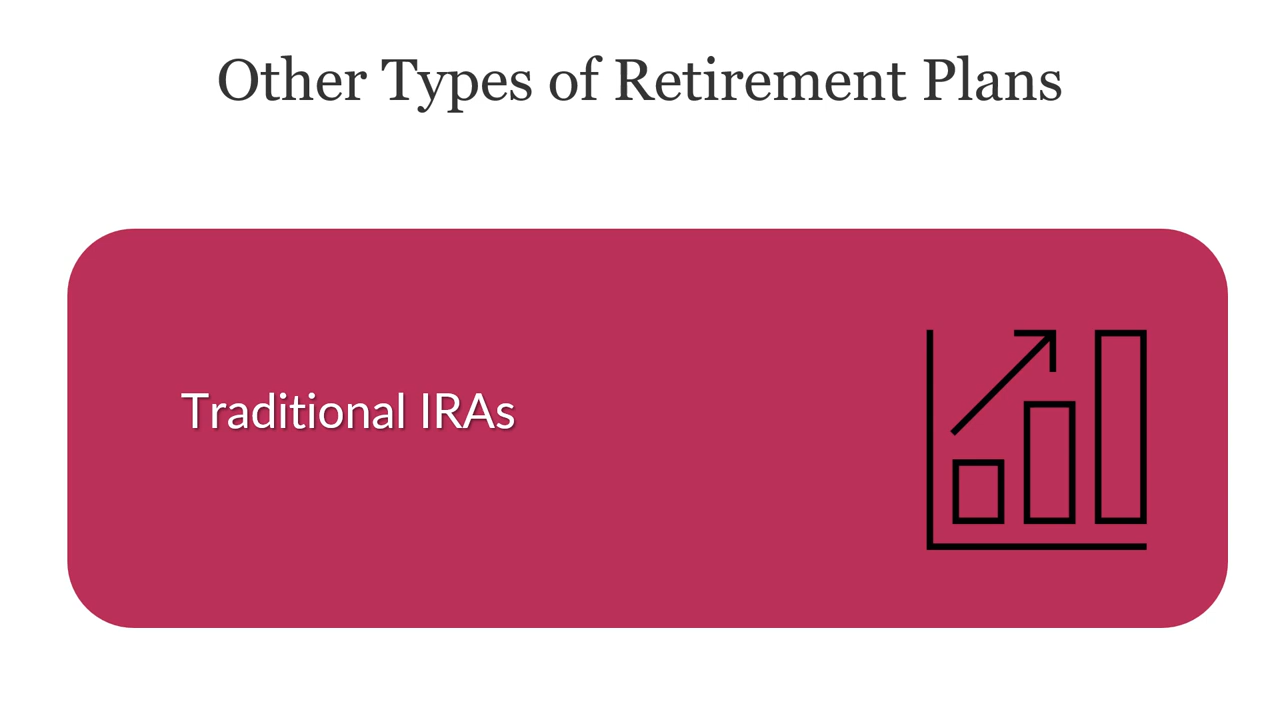 Other Types of Retirement Plans
Traditional IRAs